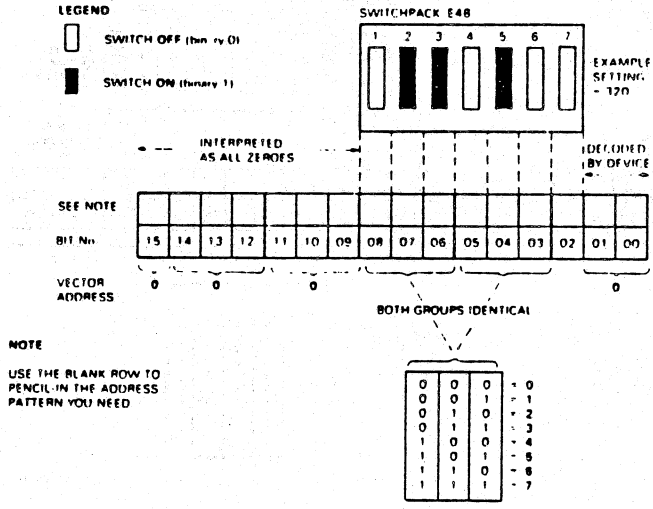 LEGEND
SWITCH OFF (binary 0)
SWITCH ON (binary 1)
SWITCHPACK E48
1 2 3 4 5 6 7
EXAMPLE
SETTING
= 320
INTERPRETED
AS ALL ZEROES
DECODED
BY DEVICE
SEE NOTE
BIT No. 15 14 13 12 11 10 09 08 07 06 05 04 03 02 01 00
VECTOR
ADDRESS
0 0 0 0
BOTH GROUPS IDENTICAL
NOTE
USE THE BLANK ROW TO
PENCIL-IN THE ADDRESS
PATTERN YOU NEED
0 0 0 = 0
0 0 1 = 1
0 1 0 = 2
0 1 1 = 3
1 0 0 = 4
1 0 1 = 5
1 1 0 = 6
1 1 1 = 7